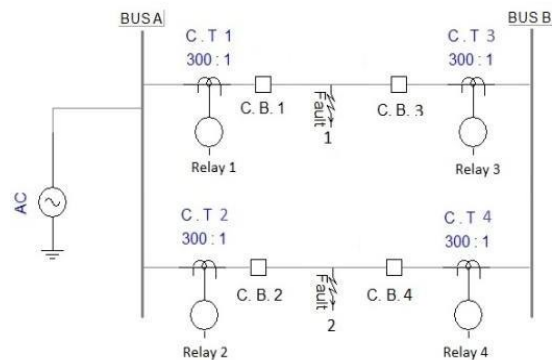 BUS A
BUS B
C . T 1
300 : 1
C . T 3
300 : 1
C. B. 1
Fault
1
C. B. 3
Relay 1
Relay 3
AC
C . T 2
300 : 1
C . T 4
300 : 1
C. B. 2
Fault
2
C. B. 4
Relay 2
Relay 4